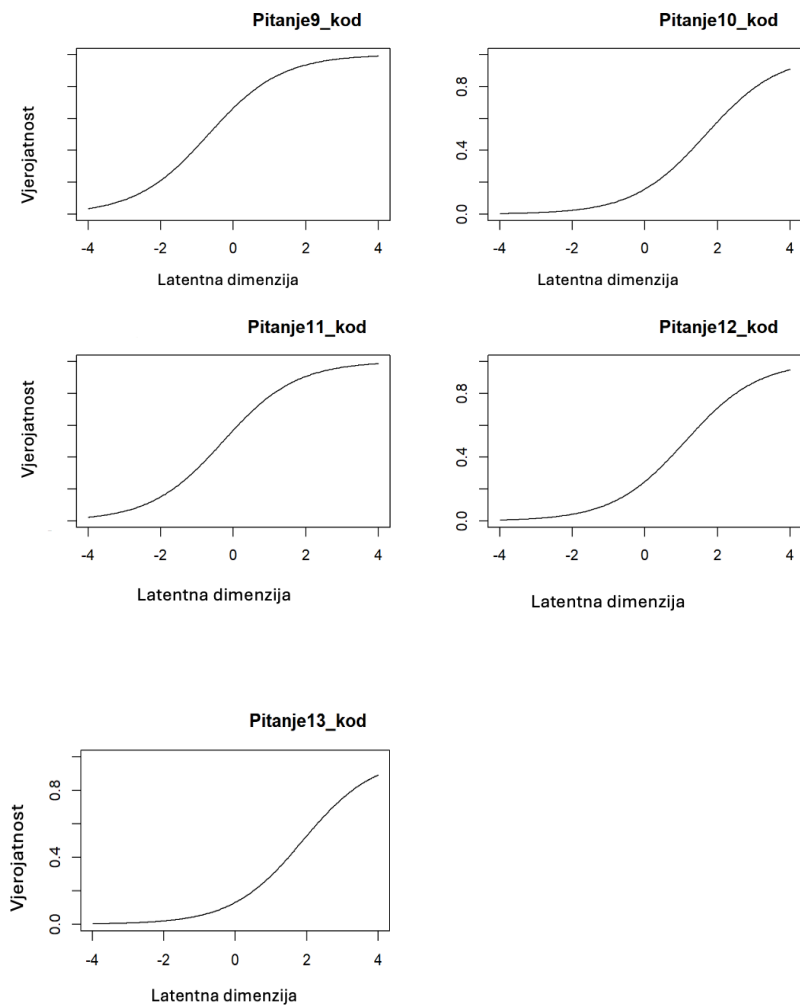 Pitanje9_kod
Vjerojatnost
-4 -2 0 2 4
Latentna dimenzija
Pitanje10_kod
0.0 0.4 0.8
-4 -2 0 2 4
Latentna dimenzija
Pitanje11_kod
Vjerojatnost
-4 -2 0 2 4
Latentna dimenzija
Pitanje12_kod
0.0 0.4 0.8
-4 -2 0 2 4
Latentna dimenzija
Pitanje13_kod
Vjerojatnost
0.0 0.4 0.8
-4 -2 0 2 4
Latentna dimenzija